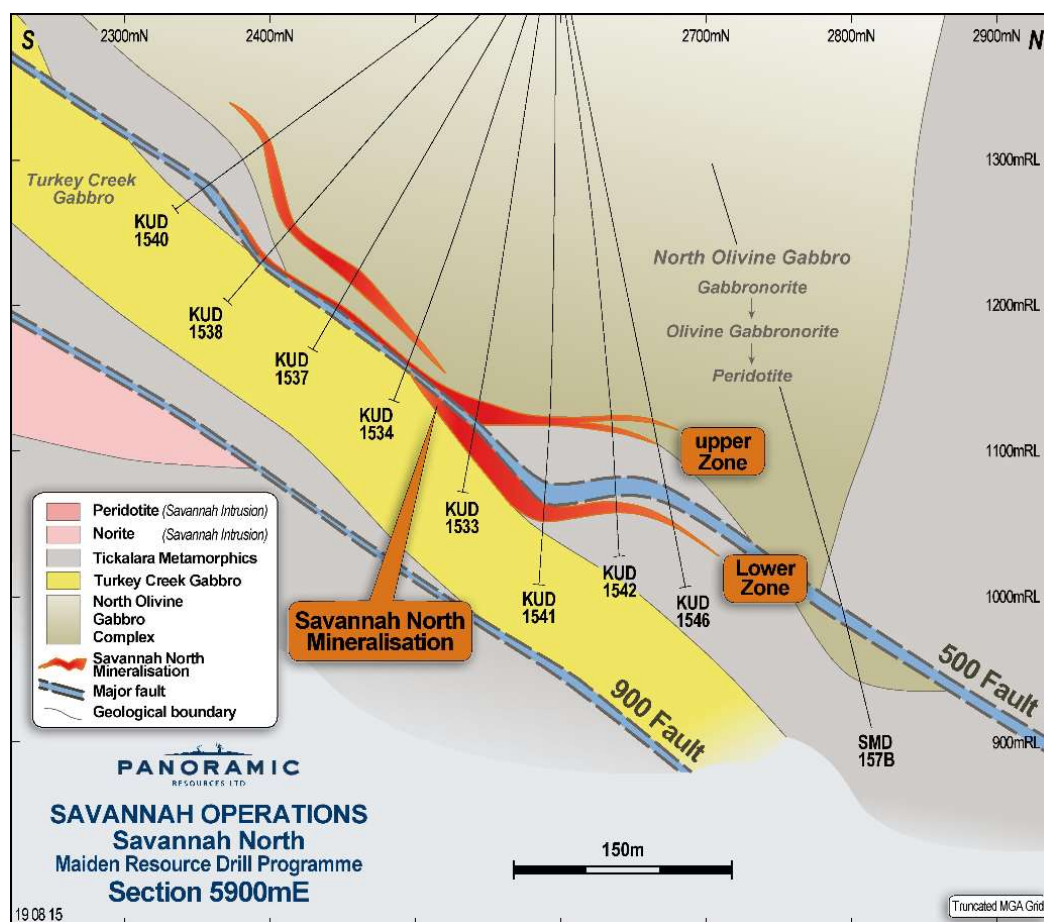 S
2300mN
2400mN
2700mN
2800mN
2900mN
N
1300mRL
1200mRL
1100mRL
1000mRL
900mRL
Turkey Creek
Gabbro
KUD
1540
KUD
1538
KUD
1537
KUD
1534
KUD
1533
KUD
1541
KUD
1542
KUD
1546
SMD
157B
North Olivine Gabbro
Gabbronorite
Olivine Gabbronorite
Peridotite
upper
Zone
Lower
Zone
Savannah North
Mineralisation
500 Fault
900 Fault
Peridotite (Savannah Intrusion)
Norite (Savannah Intrusion)
Tickalara Metamorphics
Turkey Creek Gabbro
North Olivine
Gabbro
Complex
Savannah North
Mineralisation
Major fault
Geological boundary
PANORAMIC
RESOURCES LTD
SAVANNAH OPERATIONS
Savannah North
Maiden Resource Drill Programme
Section 5900mE
150m
19 08 15
Truncated MGA Grid